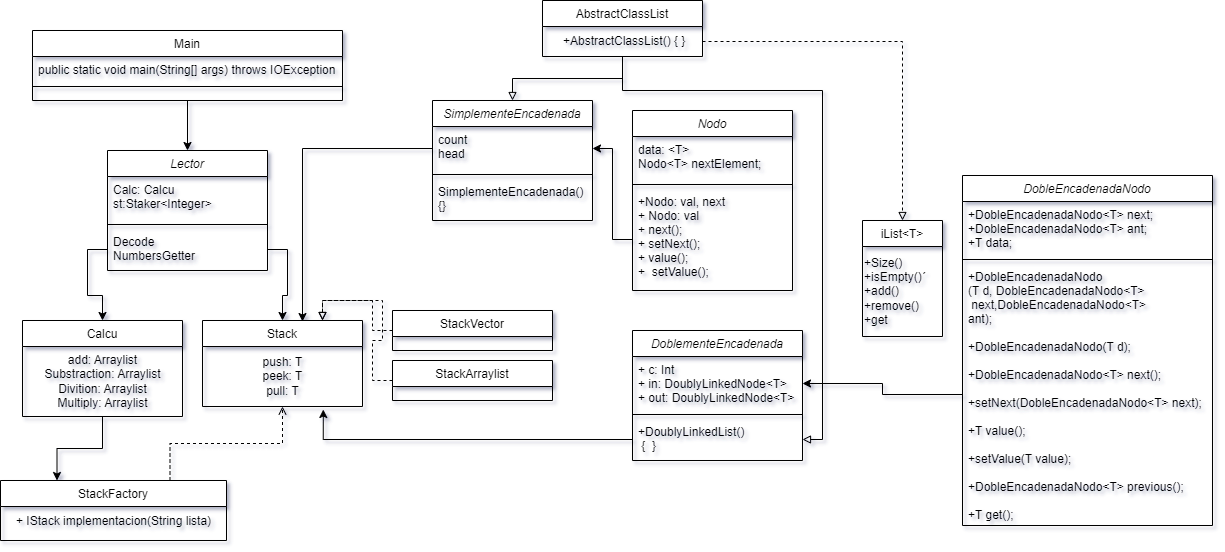 AbstractClassList
+AbstractClassList() { }
Main
public static void main(String[] args) throws IOException
SimplementeEncadenada
count
head
SimplementeEncadenada()
{}
Nodo
data: <T>
Nodo<T> nextElement;
+Nodo: val, next
+ Nodo: val
+ next();
+ setNext();
+ value();
+  setValue();
Lector
Calc: Calcu
st:Staker<Integer>
Decode
NumbersGetter
DobleEncadenadaNodo
+DobleEncadenadaNodo<T> next;
+DobleEncadenadaNodo<T> ant;
+T data;
+DobleEncadenadaNodo
(T d, DobleEncadenadaNodo<T>
next,DobleEncadenadaNodo<T>
ant);
+DobleEncadenadaNodo(T d);
+DobleEncadenadaNodo<T> next();
+setNext(DobleEncadenadaNodo<T> next);
+T value();
+setValue(T value);
+DobleEncadenadaNodo<T> previous();
+T get();
iList<T>
+Size()
+isEmpty()´
+add()
+remove()
+get
Calcu
add: Arraylist
Substraction: Arraylist
Divition: Arraylist
Multiply: Arraylist
Stack
push: T
peek: T
pull: T
StackVector
StackArraylist
DoblementeEncadenada
+ c: Int
+ in: DoublyLinkedNode<T>
+ out: DoublyLinkedNode<T>
+DoublyLinkedList()
{  }
StackFactory
+ IStack implementacion(String lista)